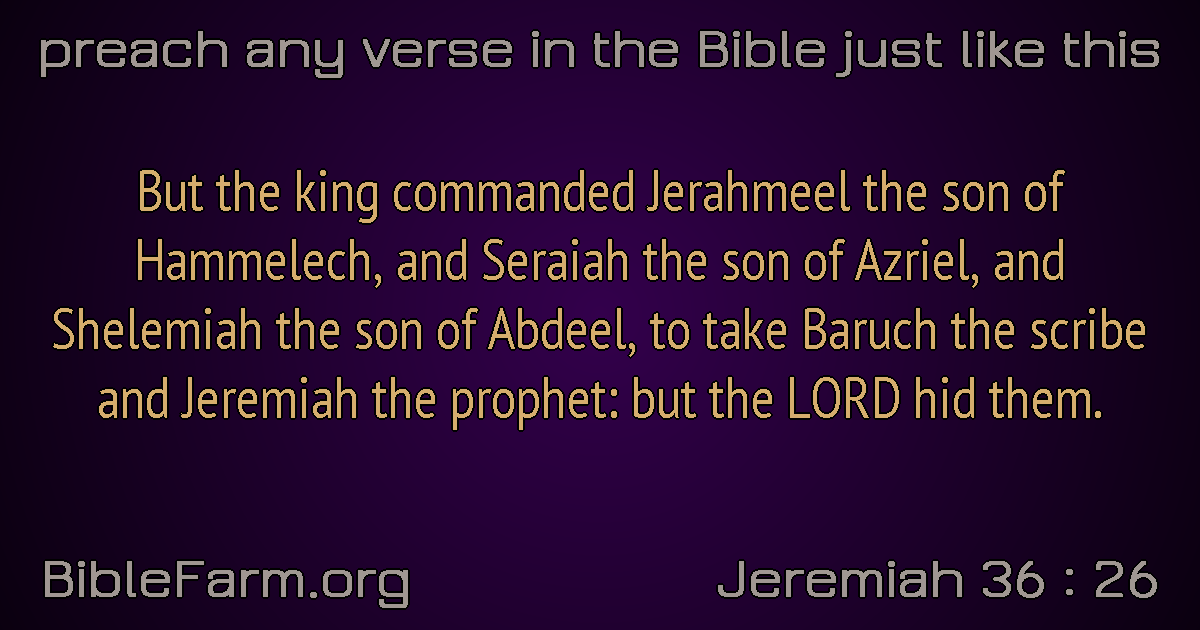 preach any verse in the Bible just like this
But the king commanded Jerahmeel the son of
Hammelech, and Seraiah the son of Azriel, and
Shelemiah the son of Abdeel, to take Baruch the scribe
and Jeremiah the prophet: but the LORD hid them.
BibleFarm.org
Jeremiah 36 : 26